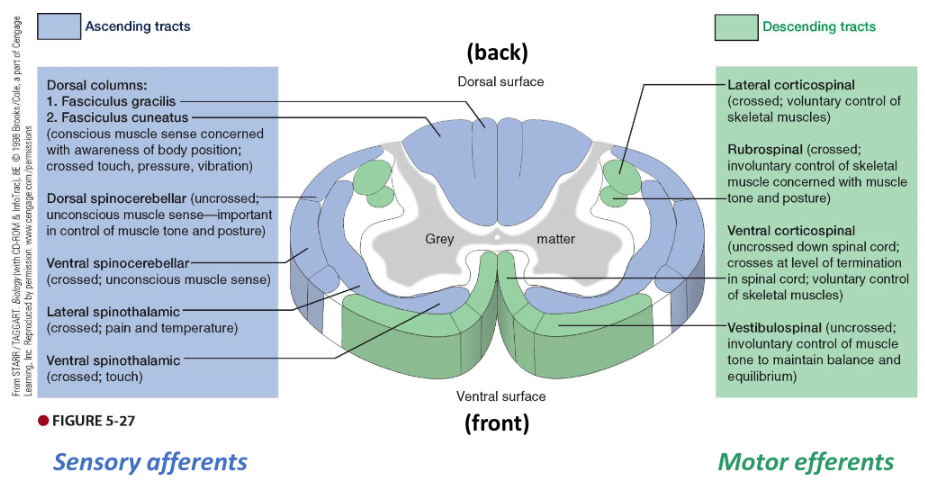 Ascending tracts
Descending tracts
(back)
Dorsal surface
Dorsal columns:
1. Fasciculus gracilis
2. Fasciculus cuneatus
(conscious muscle sense concerned
with awareness of body position;
crossed touch, pressure, vibration)
Dorsal spinocerebellar (uncrossed;
unconscious muscle sense—important
in control of muscle tone and posture)
Ventral spinocerebellar
(crossed; unconscious muscle sense)
Lateral spinothalamic
(crossed; pain and temperature)
Ventral spinothalamic
(crossed; touch)
Grey matter
Lateral corticospinal
(crossed; voluntary control of
skeletal muscles)
Rubrospinal (crossed;
involuntary control of skeletal
muscle concerned with muscle
tone and posture)
Ventral corticospinal
(uncrossed down spinal cord;
crosses at level of termination
in spinal cord; voluntary control
of skeletal muscles)
Vestibulospinal (uncrossed;
involuntary control of muscle
tone to maintain balance and
equilibrium)
Ventral surface
(front)
From STARR/TAGGART, Biology (with CD-ROM & InfoTrac), 8E. © 1998 Brooks/Cole, a part of Cengage
Learning, Inc. Reproduced by permission. www.cengage.com/permissions
FIGURE 5-27
Sensory afferents
Motor efferents